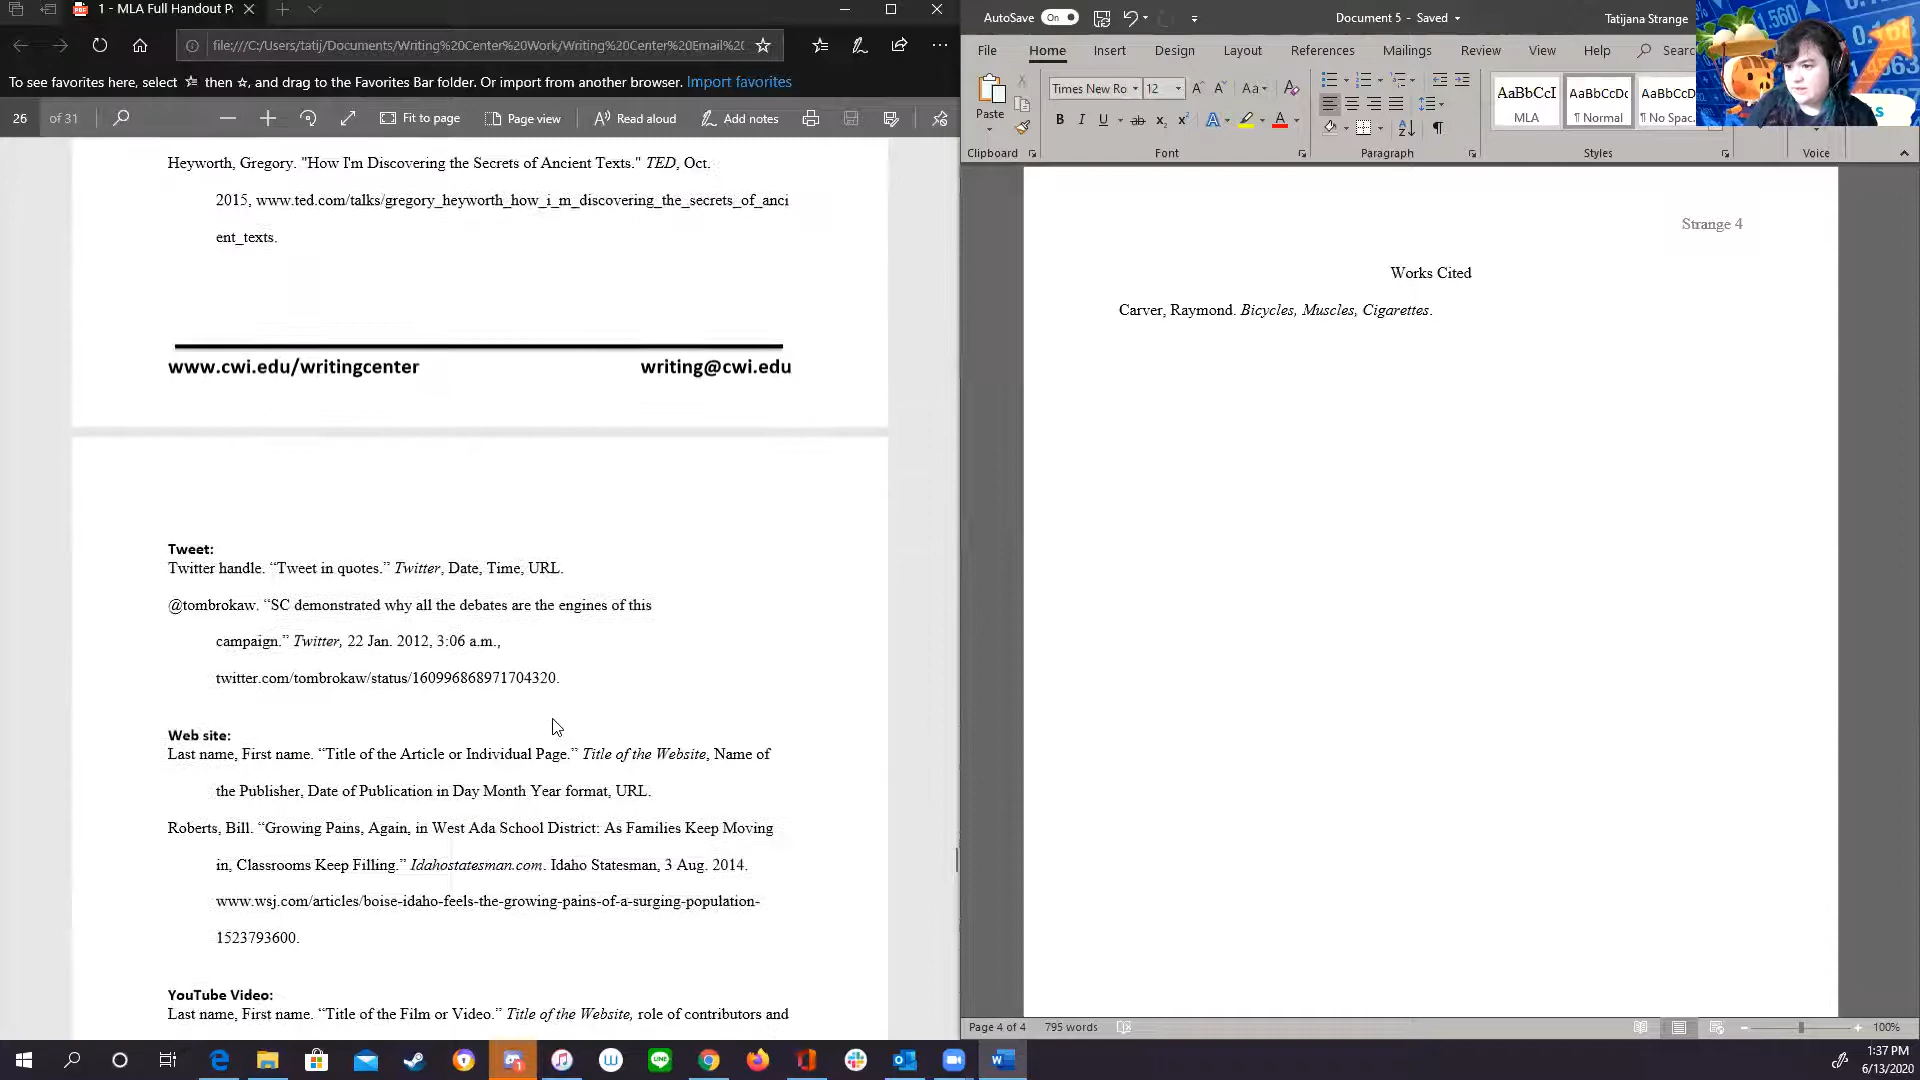 1 - MLA Full Handout Pa
file:///C:/Users/tatij/Documents/Writing%20Center%20Work/Writing%20Center%20Email%2
To see favorites here, select then ☆, and drag to the Favorites Bar folder. Or import from another browser. Import favorites
26 of 31
Fit to page
Page view
Read aloud
Add notes
Heyworth, Gregory. "How I'm Discovering the Secrets of Ancient Texts." TED, Oct.
2015, www.ted.com/talks/gregory_heyworth_how_i_m_discovering_the_secrets_of_anci
ent_texts.
www.cwi.edu/writingcenter writing@cwi.edu
Tweet:
Twitter handle. “Tweet in quotes.” Twitter, Date, Time, URL.
@tombrokaw. “SC demonstrated why all the debates are the engines of this
campaign.” Twitter, 22 Jan. 2012, 3:06 a.m.,
twitter.com/tombrokaw/status/160996868971704320.
Web site:
Last name, First name. “Title of the Article or Individual Page.” Title of the Website, Name of
the Publisher, Date of Publication in Day Month Year format, URL.
Roberts, Bill. “Growing Pains, Again, in West Ada School District: As Families Keep Moving
in, Classrooms Keep Filling.” Idahostatesman.com. Idaho Statesman, 3 Aug. 2014.
www.wsj.com/articles/boise-idaho-feels-the-growing-pains-of-a-surging-population-
1523793600.
YouTube Video:
Last name, First name. “Title of the Film or Video.” Title of the Website, role of contributors and
AutoSave On
Document 5 - Saved
Tatijana Strange
File Home Insert Design Layout References Mailings Review View Help Searc
Paste
Times New Ro 12
Aa
B I U ab x₂ x² A A
AaBbCcI AaBbCcDc AaBbCcD
MLA ¶ Normal ¶ No Spac
Clipboard Font Paragraph Styles Voice
Strange 4
Works Cited
Carver, Raymond. Bicycles, Muscles, Cigarettes.
Page 4 of 4 795 words
100%
1:37 PM
6/13/2020